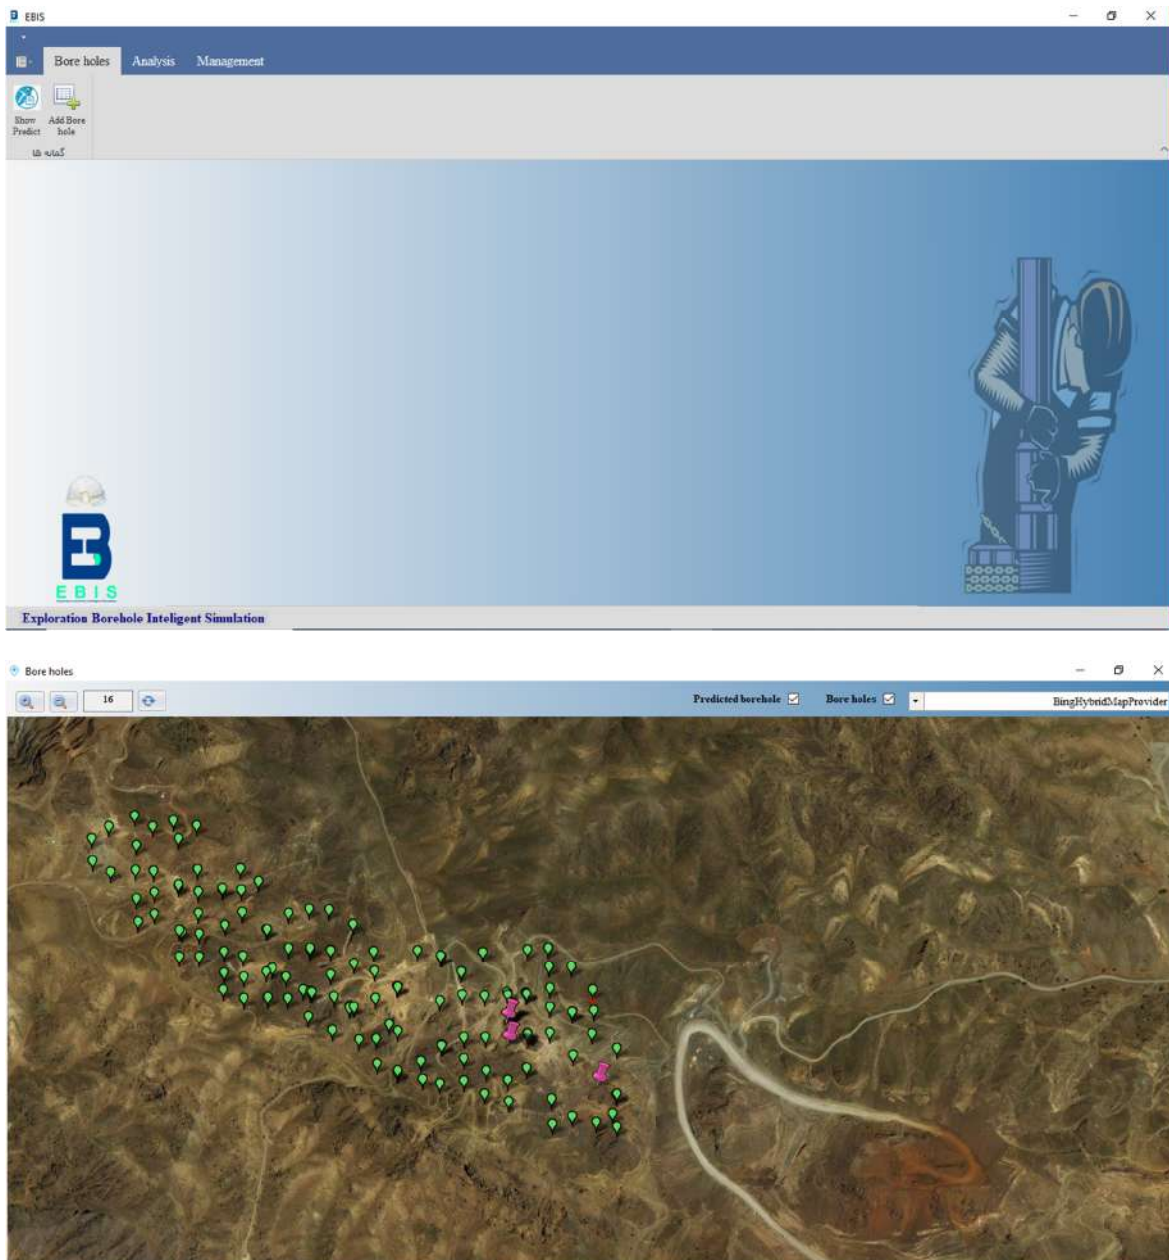 EBIS
Bore holes Analysis Management
Show Predict
Add Bore hole
گمانه ها
EBIS
Exploration Borehole Inteligent Simulation
Bore holes
16 Predicted borehole Bore holes BingHybridMapProvider